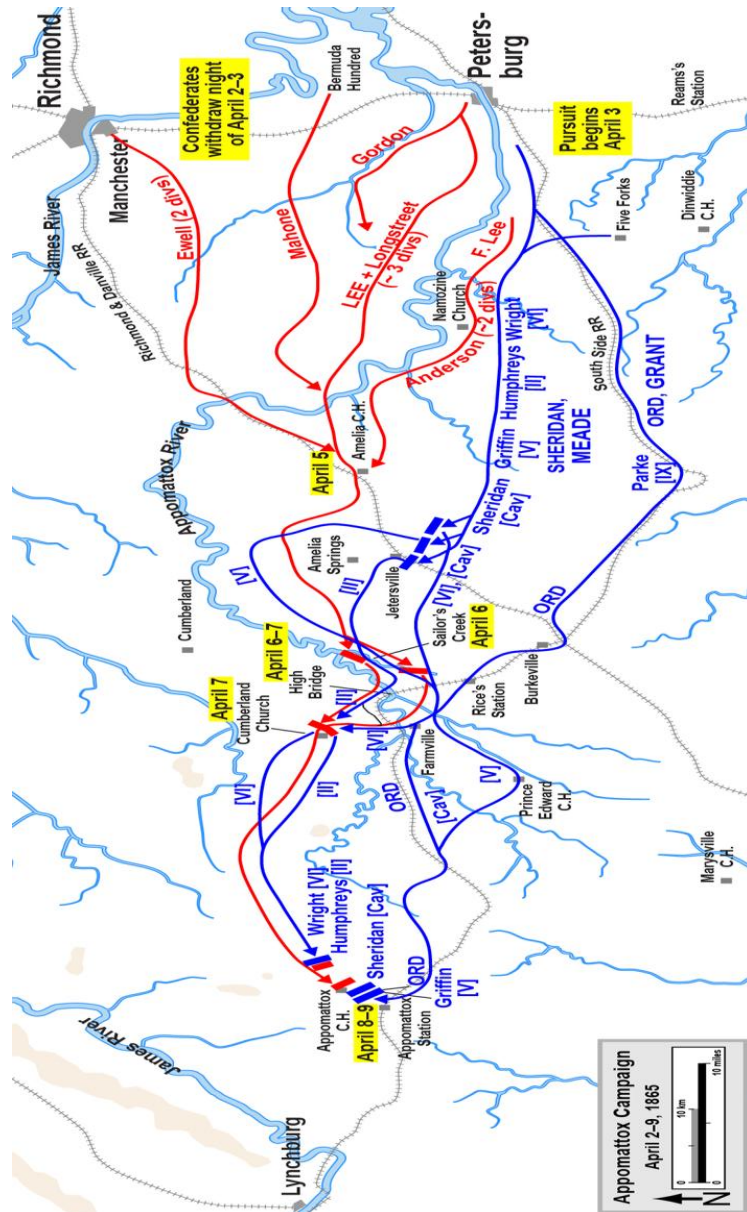 Richmond
Manchester
James River
Richmond & Danville RR
Ewell (2 divs)
Confederates
withdraw night
of April 2–3
Bermuda
Hundred
Mahone
Gordon
LEE + Longstreet
(~ 3 divs)
Peters-
burg
Pursuit
begins
April 3
Reams's
Station
Five Forks
Dinwiddie
C.H.
F. Lee
Namozine
Church
Anderson (~2 divs)
Wright
[VI]
Humphreys
[II]
Griffin
[V]
SHERIDAN,
MEADE
Sheridan
[Cav]
South Side RR
ORD, GRANT
Parke
[IX]
Appomattox River
April 5
Amelia C.H.
Amelia
Springs
Jetersville
[V]
[II]
[VI], [Cav]
Sailor's
Creek
April 6
ORD
Burkeville
Rice's
Station
Cumberland
April 6–7
High
Bridge
April 7
Cumberland
Church
[II]
[VI]
Farmville
[V]
Prince
Edward
C.H.
ORD
[Cav]
[VI]
[II]
Marysville
C.H.
Wright [VI]
Humphreys [II]
Sheridan [Cav]
ORD
Griffin
[V]
Appomattox
C.H.
April 8–9
Appomattox
Station
James River
Lynchburg
Appomattox Campaign
April 2–9, 1865
0
10 km
0
10 miles
N